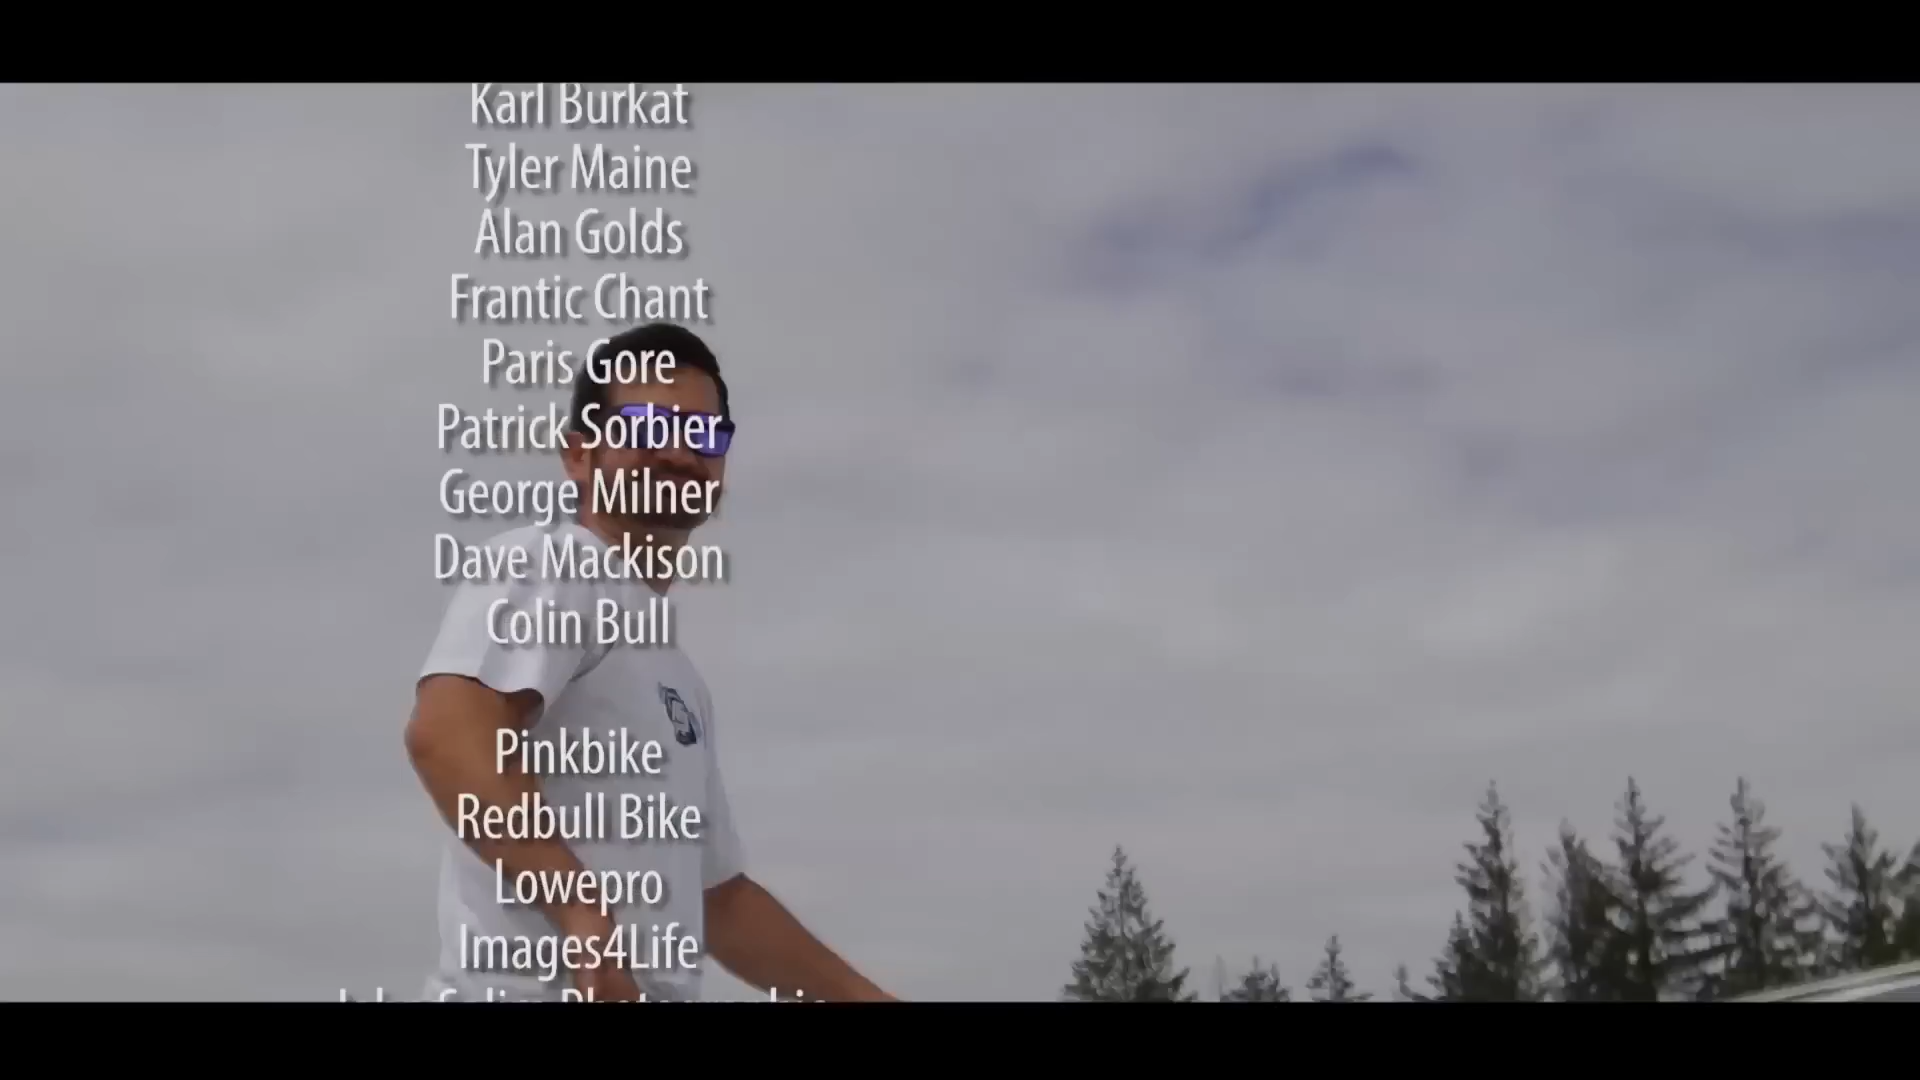 Karl Burkat
Tyler Maine
Alan Golds
Frantic Chant
Paris Gore
Patrick Sorbier
George Milner
Dave Mackison
Colin Bull
Pinkbike
Redbull Bike
Lowepro
Images4Life